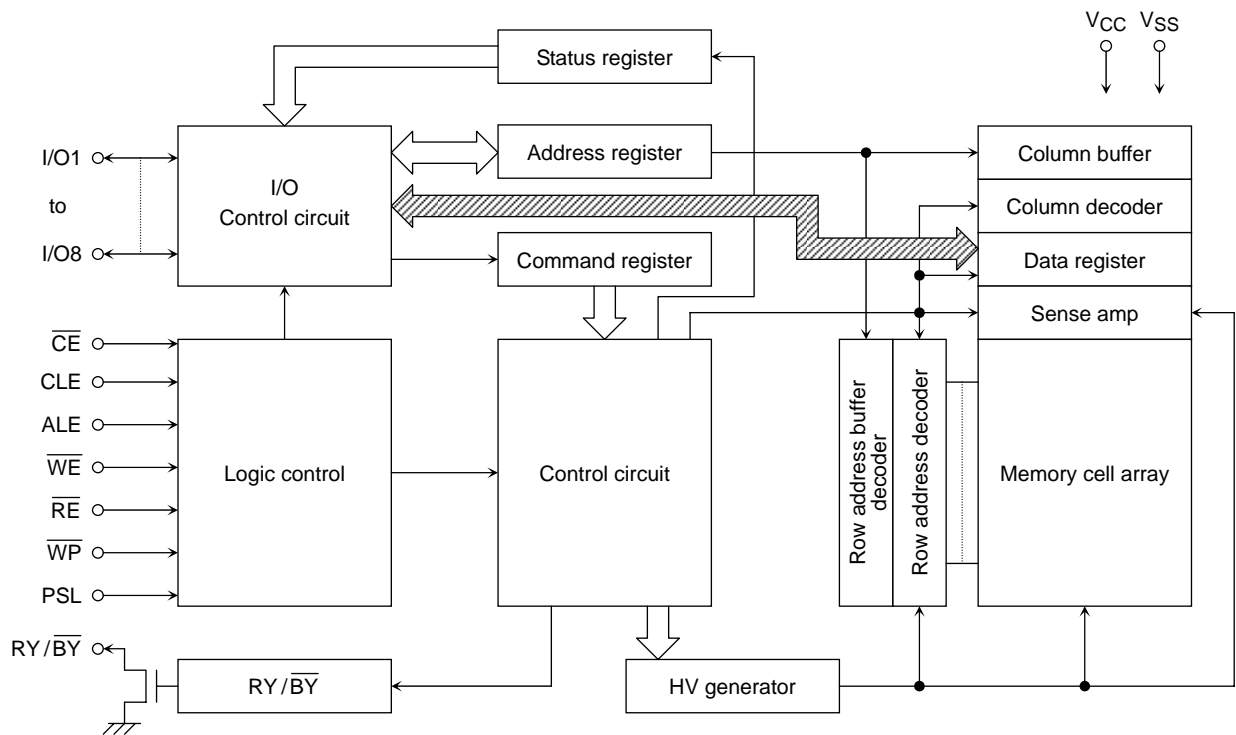 VCC
VSS
Status register
I/O1
to
I/O8
I/O
Control circuit
Address register
Column buffer
Column decoder
Command register
Data register
Sense amp
CE
CLE
ALE
WE
RE
WP
PSL
Logic control
Control circuit
Row address buffer
decoder
Row address decoder
Memory cell array
RY/BY
RY/BY
HV generator